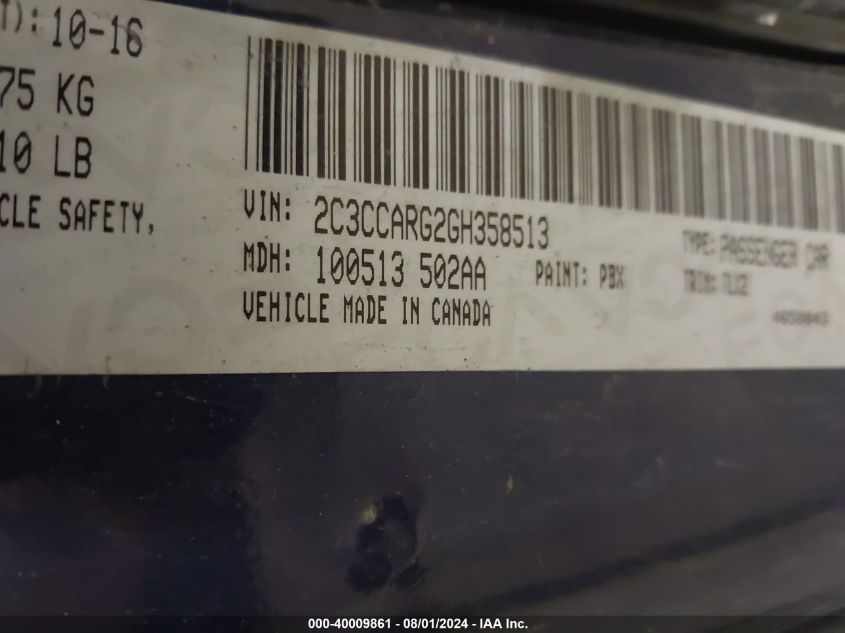 T): 10-16
75 KG
10 LB
CLE SAFETY,
VIN: 2C3CCARG2GH358513
MDH: 100513 502AA PAINT: PBX
VEHICLE MADE IN CANADA
TYPE: PASSENGER CAR
TRIM:
000-40009861 - 08/01/2024 - IAA Inc.